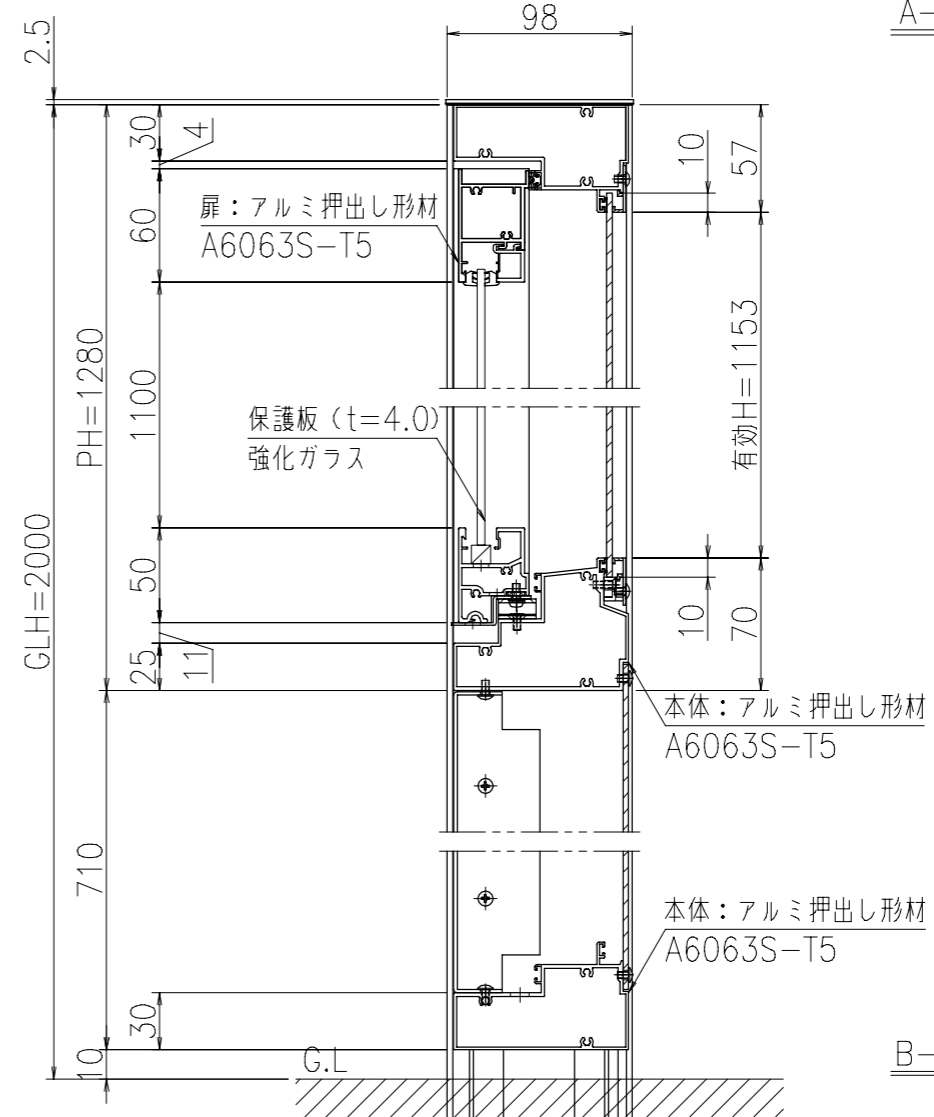 98
A-
2.5
30
4
10
57
扉：アルミ押出し形材
A6063S-T5
60
PH=1280
1100
有効H=1153
保護板（t=4.0）
強化ガラス
GLH=2000
50
11
25
10
70
本体：アルミ押出し形材
A6063S-T5
710
本体：アルミ押出し形材
A6063S-T5
30
10
G.L
B-